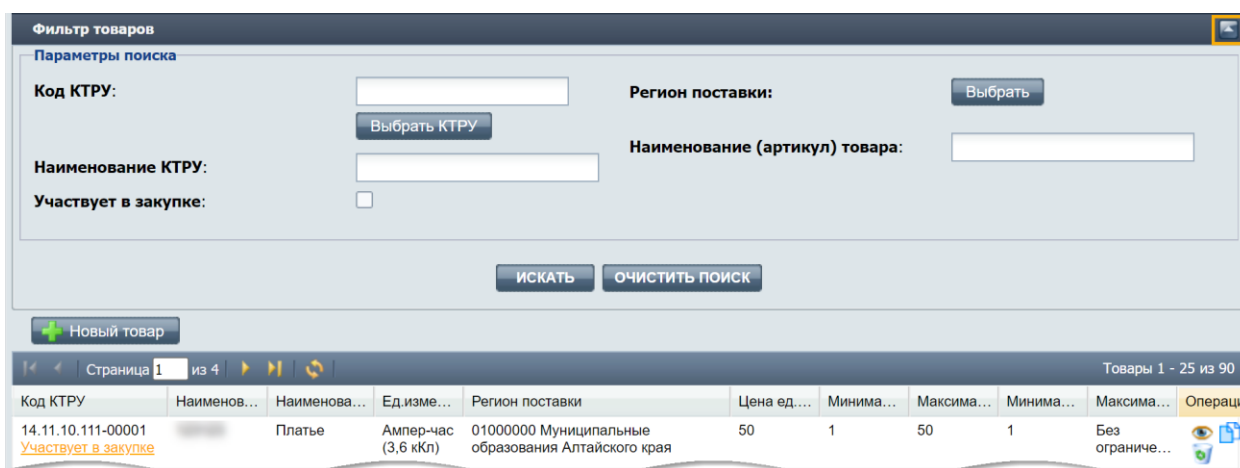 Фильтр товаров
Параметры поиска
Код КТРУ:
Выбрать КТРУ
Наименование КТРУ:
Участвует в закупке:
Регион поставки: Выбрать
Наименование (артикул) товара:
ИСКАТЬ ОЧИСТИТЬ ПОИСК
Новый товар
Страница 1 из 4 Товары 1 - 25 из 90
Код КТРУ Наименов... Наименова... Ед.изме... Регион поставки Цена ед.... Минима... Максима... Минима... Максима... Операци
14.11.10.111-00001 Платье Ампер-час 01000000 Муниципальные 50 1 50 1 Без
Участвует в закупке (3,6 кКл) образования Алтайского края ограниче...